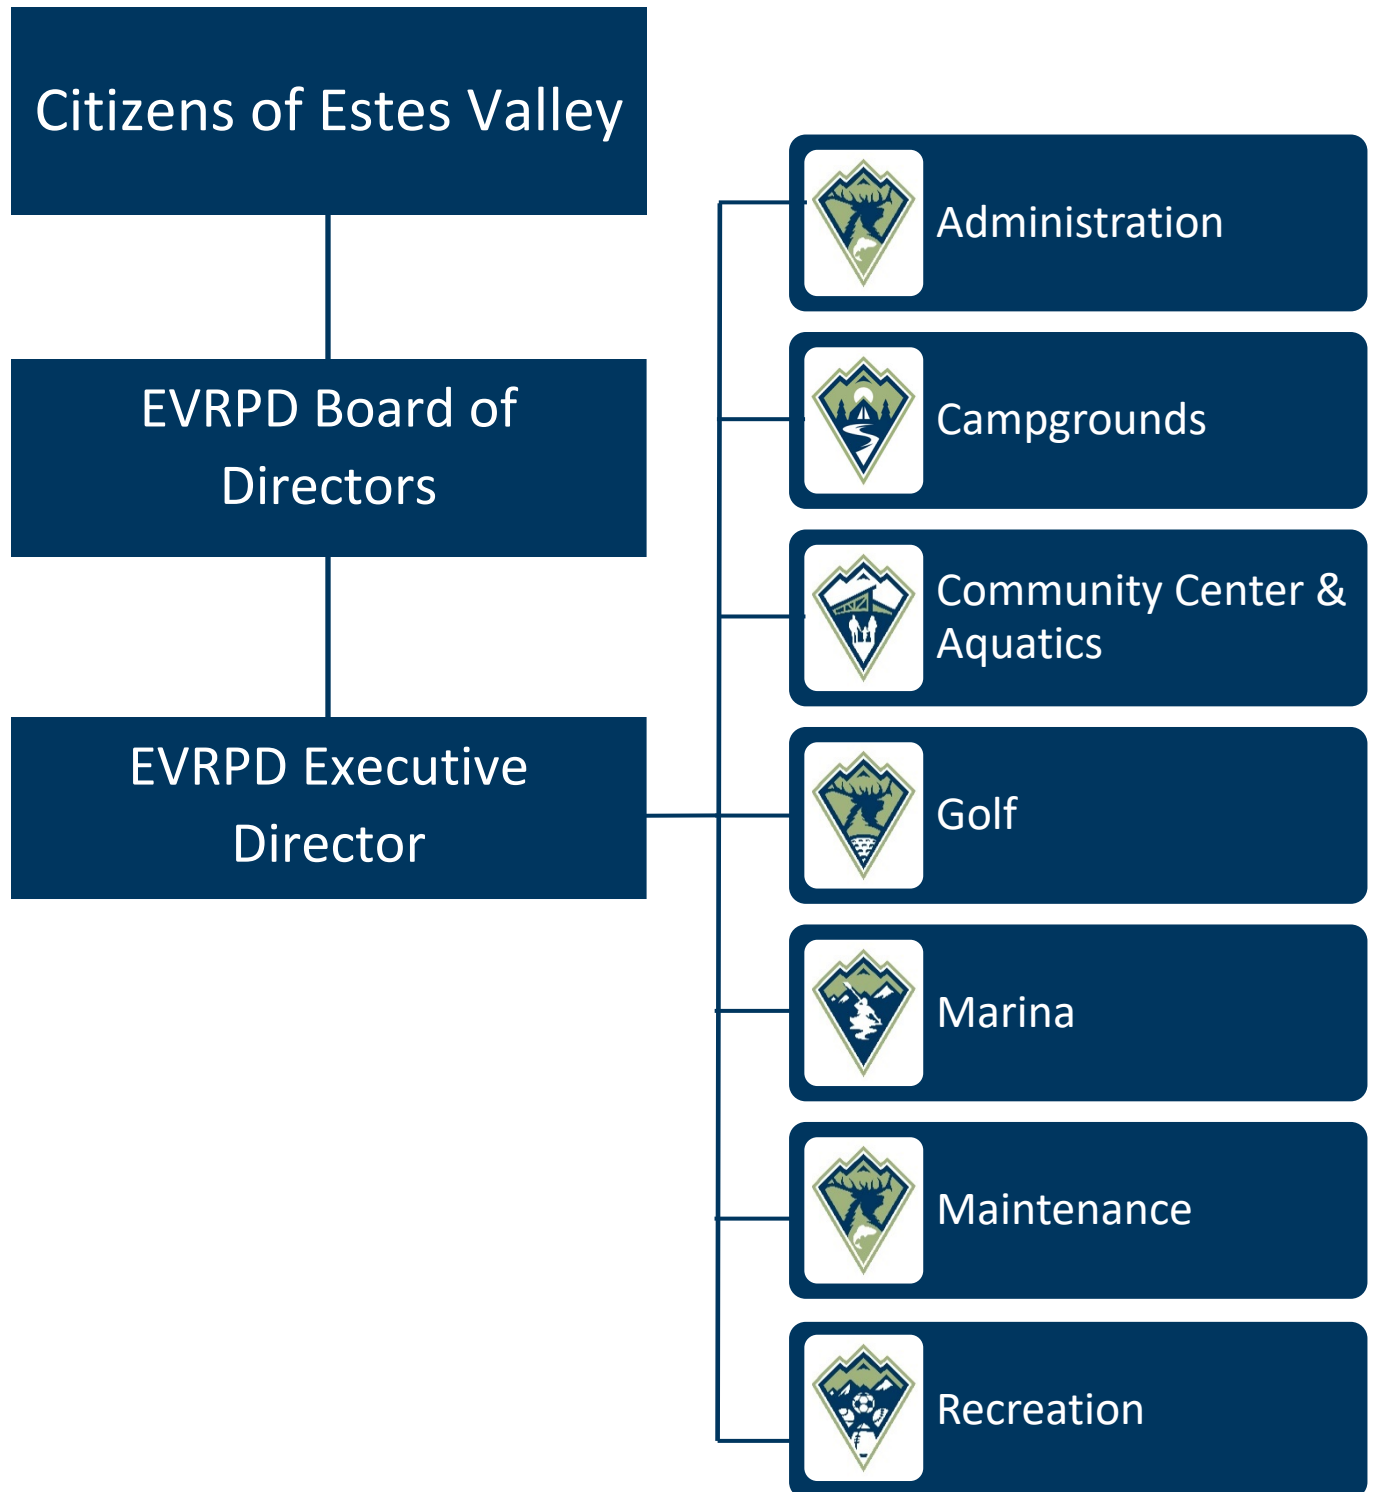 Citizens of Estes Valley
EVRPD Board of
Directors
EVRPD Executive
Director
Administration
Campgrounds
Community Center &
Aquatics
Golf
Marina
Maintenance
Recreation